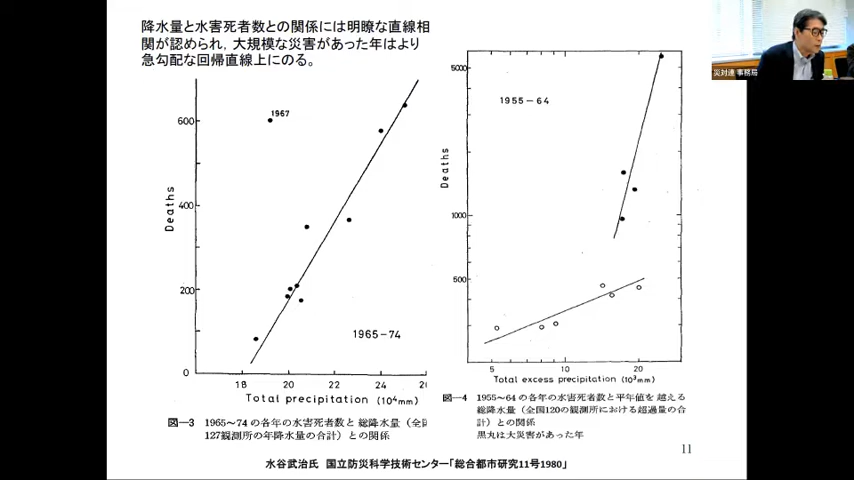 降水量と水害死者数との関係には明瞭な直線相
関が認められ，大規模な災害があった年はより
急勾配な回帰直線上にのる。
600
400
200
0
1967
Deaths
1965-74
18 20 22 24
Total precipitation (10⁴mm)
図—3 1965〜74の各年の水害死者数と総降水量（全国
127観測所の年降水量の合計）との関係
5000
1000
500
Deaths
1955-64
5 10 20
Total excess precipitation (10³mm)
図—4 1955〜64の各年の水害死者数と平年値を越える
総降水量（全国120の観測所における超過量の合
計）との関係
黒丸は大災害があった年
11
水谷武治氏 国立防災科学技術センター「総合都市研究11号1980」
災対連 事務局